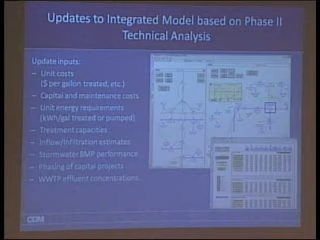 Updates to Integrated Model based on Phase II
Technical Analysis
Update inputs:
– Unit costs
($ per gallon treated, etc.)
– Capital and maintenance costs
– Unit energy requirements
(kWh/gal treated or pumped)
– Treatment capacities
– Inflow/Infiltration estimates
– Stormwater BMP performance
– Phasing of capital projects
– WWTP effluent concentrations
CDM